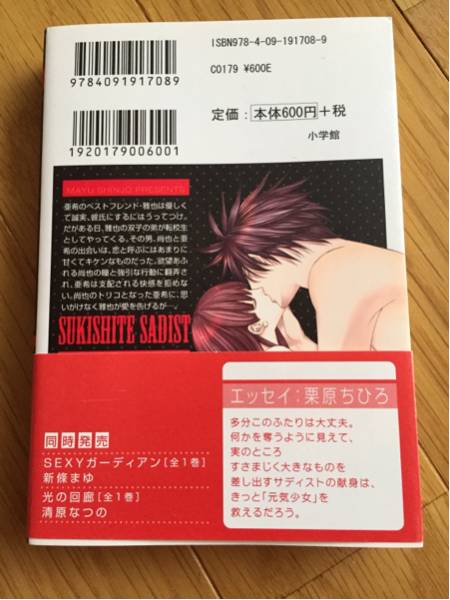 ISBN978-4-09-191708-9
9784091917089
C0179 ¥600E
定価：本体600円＋税
1920179006001
小学館
MAYU SHINJO PRESENTS
亜希のベストフレンド・雅也は優しく
て誠実、彼氏にするにはうってつけ。
だがある日、雅也の双子の弟が転校生
としてやってくる。その男、尚也と亜
希の出会いは、恋と呼ぶにはあまりに
甘くてキケンなものだった。欲望あふ
れる尚也の瞳と強引な行動に翻弄さ
れ、亜希は支配される快感を拒めな
い。尚也のトリコとなった亜希に、思
いがけなく雅也が愛を告げるが…。
SUKISHITE SADIST
エッセイ：栗原ちひろ
多分このふたりは大丈夫。
何かを奪うように見えて、
実のところ
すさまじく大きなものを
差し出すサディストの献身は、
きっと「元気少女」を
救えるだろう。
同時発売
SEXYガーディアン［全1巻］
新條まゆ
光の回廊［全1巻］
清原なつの